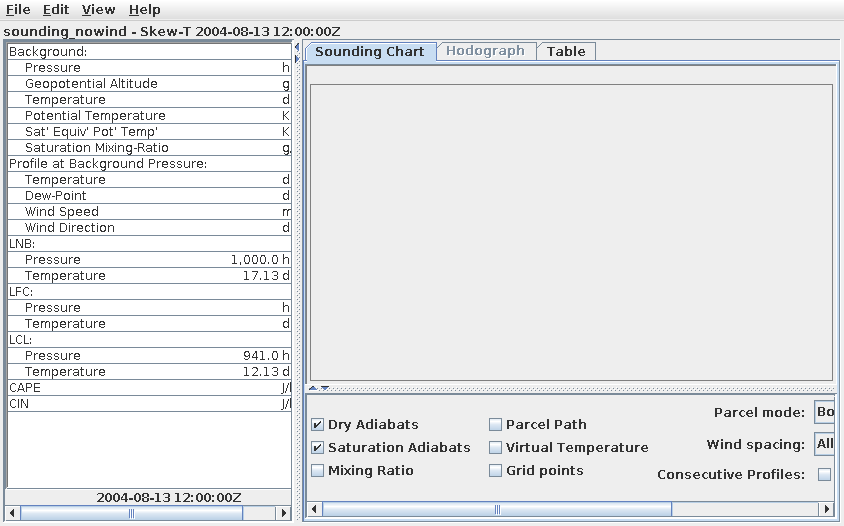 File Edit View Help
sounding_nowind - Skew-T 2004-08-13 12:00:00Z
Background:
Pressure h
Geopotential Altitude g
Temperature d
Potential Temperature K
Sat' Equiv' Pot' Temp' K
Saturation Mixing-Ratio g
Profile at Background Pressure:
Temperature d
Dew-Point d
Wind Speed m
Wind Direction d
LNB:
Pressure 1,000.0 h
Temperature 17.13 d
LFC:
Pressure h
Temperature d
LCL:
Pressure 941.0 h
Temperature 12.13 d
CAPE J/
CIN J/
2004-08-13 12:00:00Z
Sounding Chart Hodograph Table
Dry Adiabats
Saturation Adiabats
Mixing Ratio
Parcel Path
Virtual Temperature
Grid points
Parcel mode: Bo
Wind spacing: All
Consecutive Profiles: